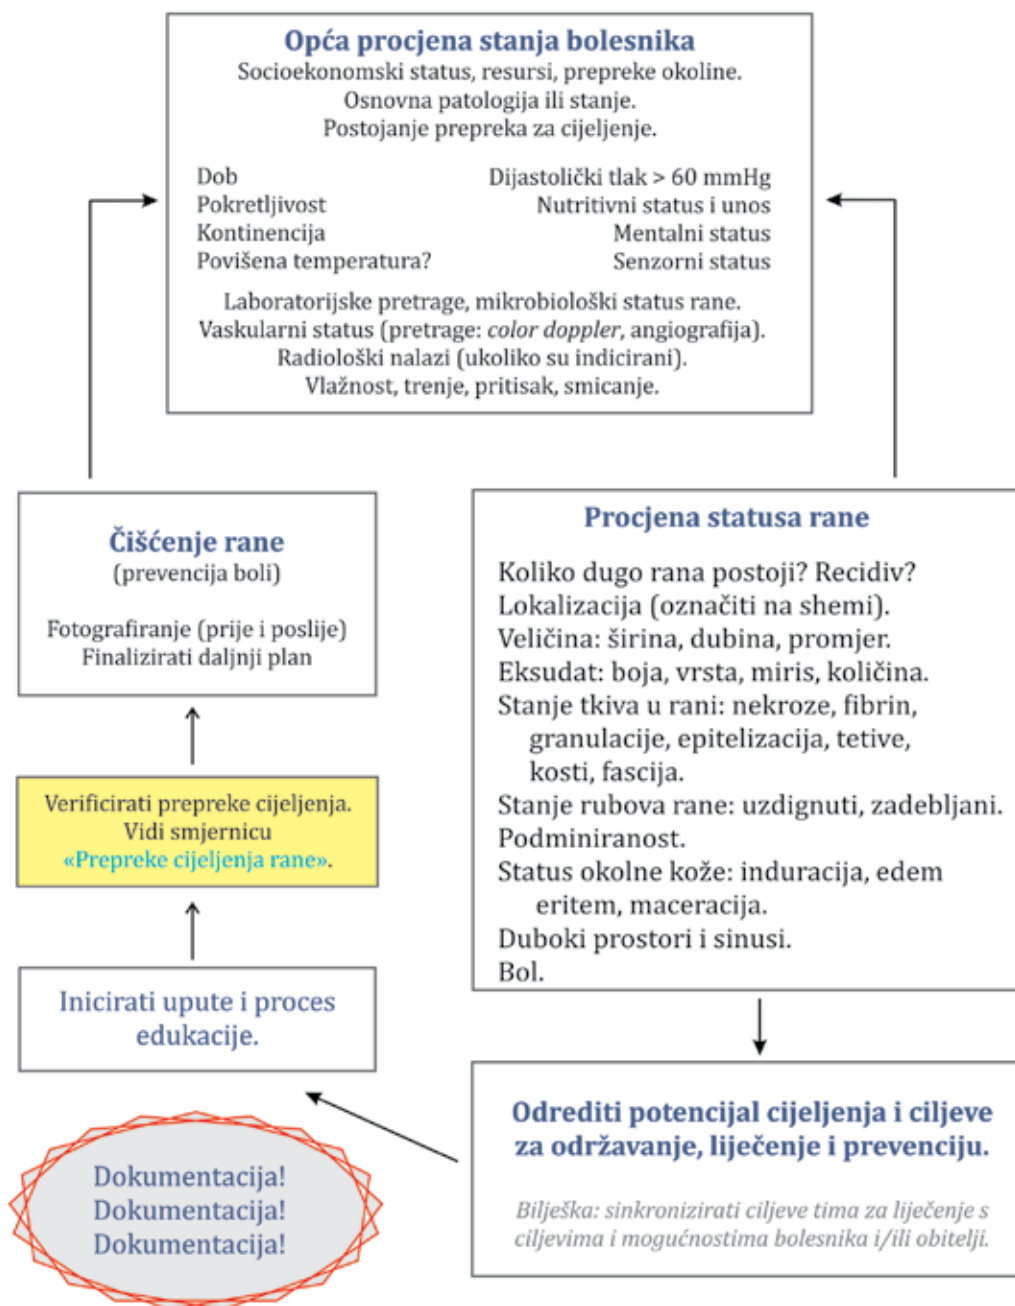 Opća procjena stanja bolesnika
Socioekonomski status, resursi, prepreke okoline.
Osnovna patologija ili stanje.
Postojanje prepreka za cijeljenje.
Dob
Pokretljivost
Kontinencija
Povišena temperatura?
Dijastolički tlak > 60 mmHg
Nutritivni status i unos
Mentalni status
Senzorni status
Laboratorijske pretrage, mikrobiološki status rane.
Vaskularni status (pretrage: color doppler, angiografija).
Radiološki nalazi (ukoliko su indicirani).
Vlažnost, trenje, pritisak, smicanje.
Procjena statusa rane
Koliko dugo rana postoji? Recidiv?
Lokalizacija (označiti na shemi).
Veličina: širina, dubina, promjer.
Eksudat: boja, vrsta, miris, količina.
Stanje tkiva u rani: nekroze, fibrin,
granulacije, epitelizacija, tetive,
kosti, fascija.
Stanje rubova rane: uzdignuti, zadebljani.
Podminiranost.
Status okolne kože: induracija, edem
eritem, maceracija.
Duboki prostori i sinusi.
Bol.
Odrediti potencijal cijeljenja i ciljeve
za održavanje, liječenje i prevenciju.
Bilješka: sinkronizirati ciljeve tima za liječenje s
ciljevima i mogućnostima bolesnika i/ili obitelji.
Inicirati upute i proces
edukacije.
Verificirati prepreke cijeljenja.
Vidi smjernicu
«Prepreke cijeljenja rane».
Čišćenje rane
(prevencija boli)
Fotografiranje (prije i poslije)
Finalizirati daljnji plan
Dokumentacija!
Dokumentacija!
Dokumentacija!